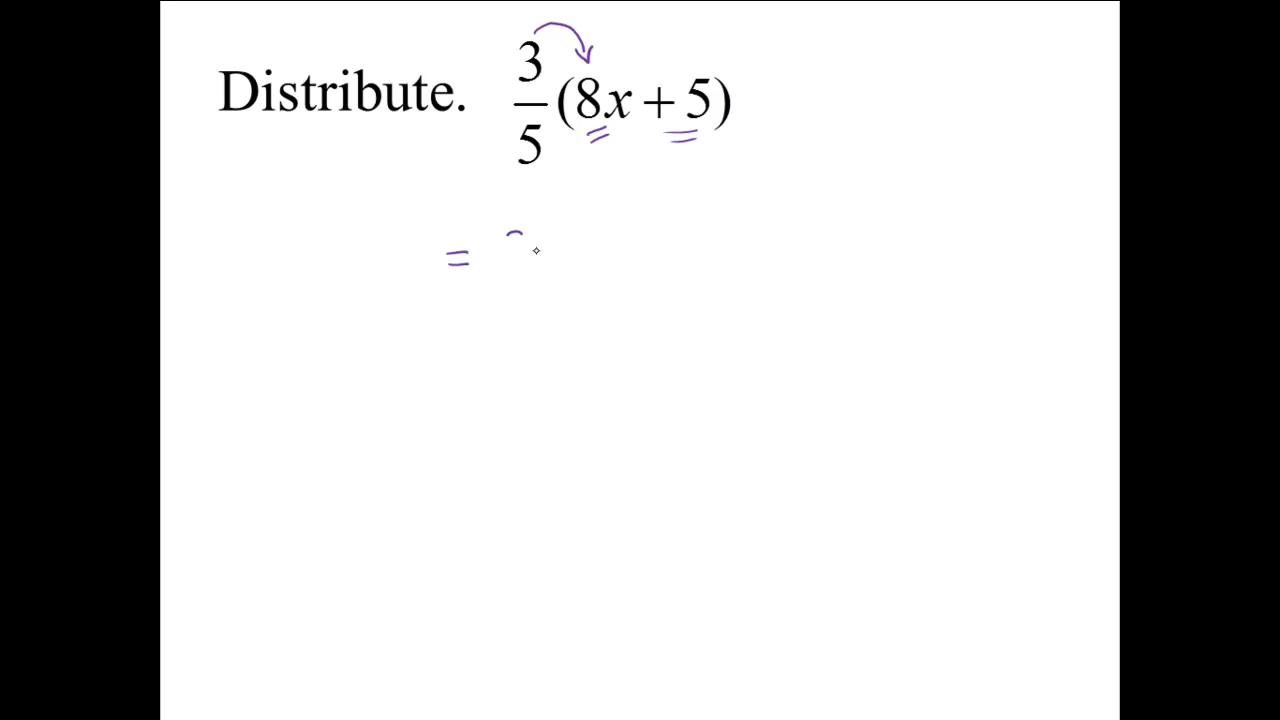 Distribute. 3/5(8x + 5)
=